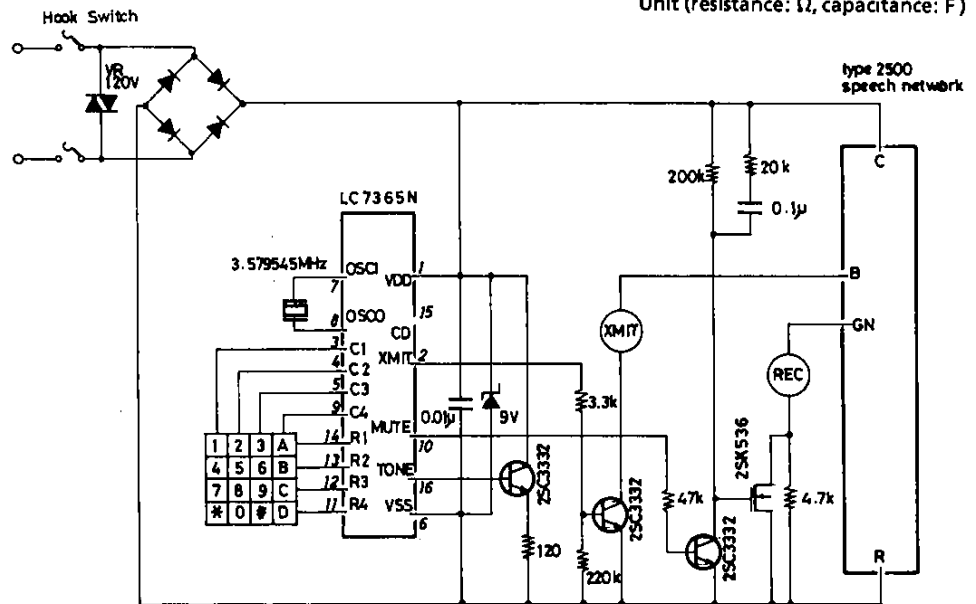 Unit (resistance: Ω, capacitance: F)
Hook Switch
VR
120V
type 2500
speech network
C
200k
20k
0.1μ
LC7365N
3.579545MHz
OSCI
7
VDD
1
B
8
OSCO
15
CD
XMIT
GN
3
C1
4
C2
XMIT
2
5
C3
REC
9
C4
0.01μ
9V
3.3k
MUTE
10
1 2 3 A
14
R1
4 5 6 B
13
R2
TONE
16
7 8 9 C
12
R3
* 0 # D
11
R4
VSS
6
2SC3332
2SC3332
47k
2SC3332
2SK536
4.7k
120
220k
R